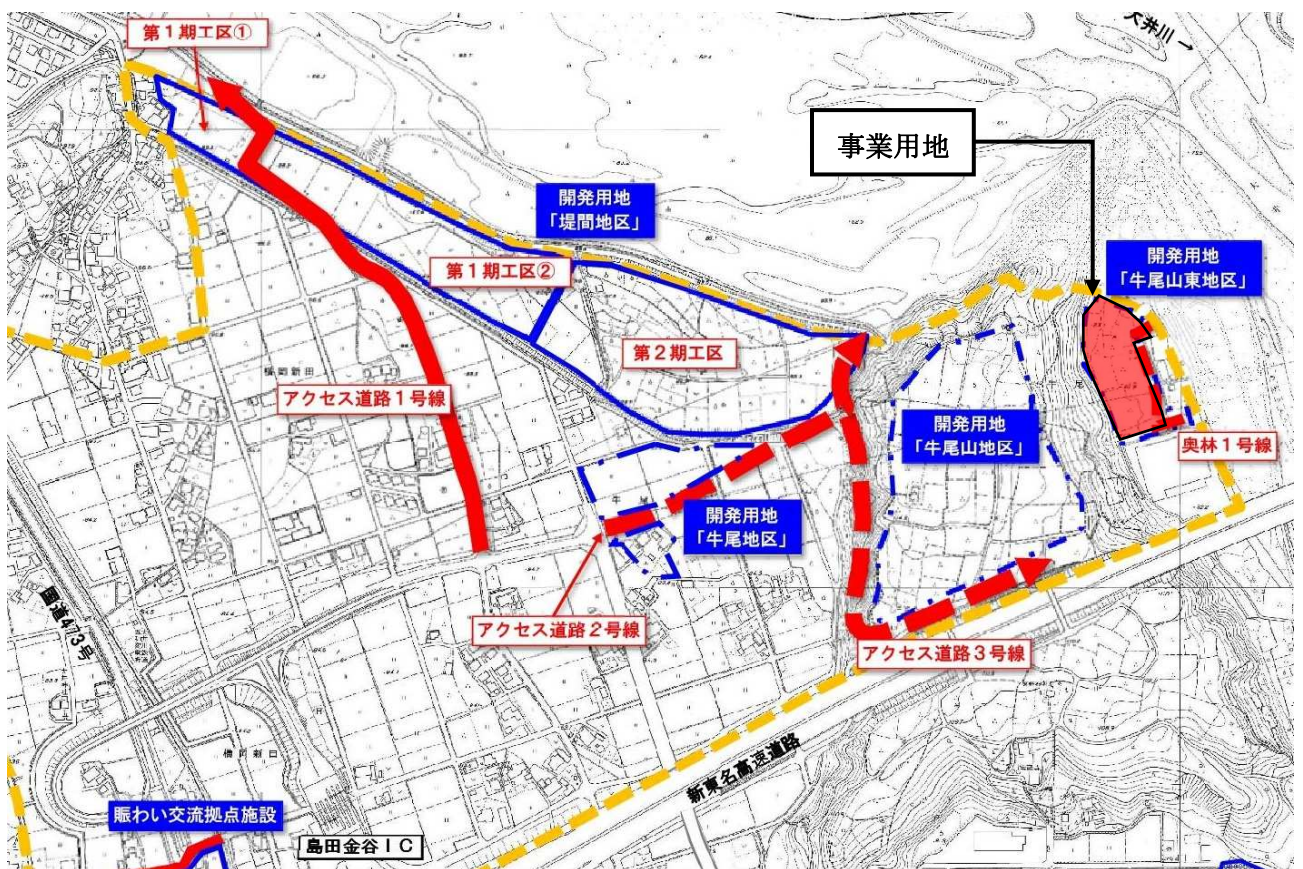 第1期工区①
大井川→
事業用地
開発用地
「堤間地区」
開発用地
「牛尾山東地区」
第1期工区②
第2期工区
アクセス道路1号線
開発用地
「牛尾山地区」
奥林1号線
開発用地
「牛尾地区」
国道473号
アクセス道路2号線
アクセス道路3号線
新東名高速道路
賑わい交流拠点施設
島田金谷IC